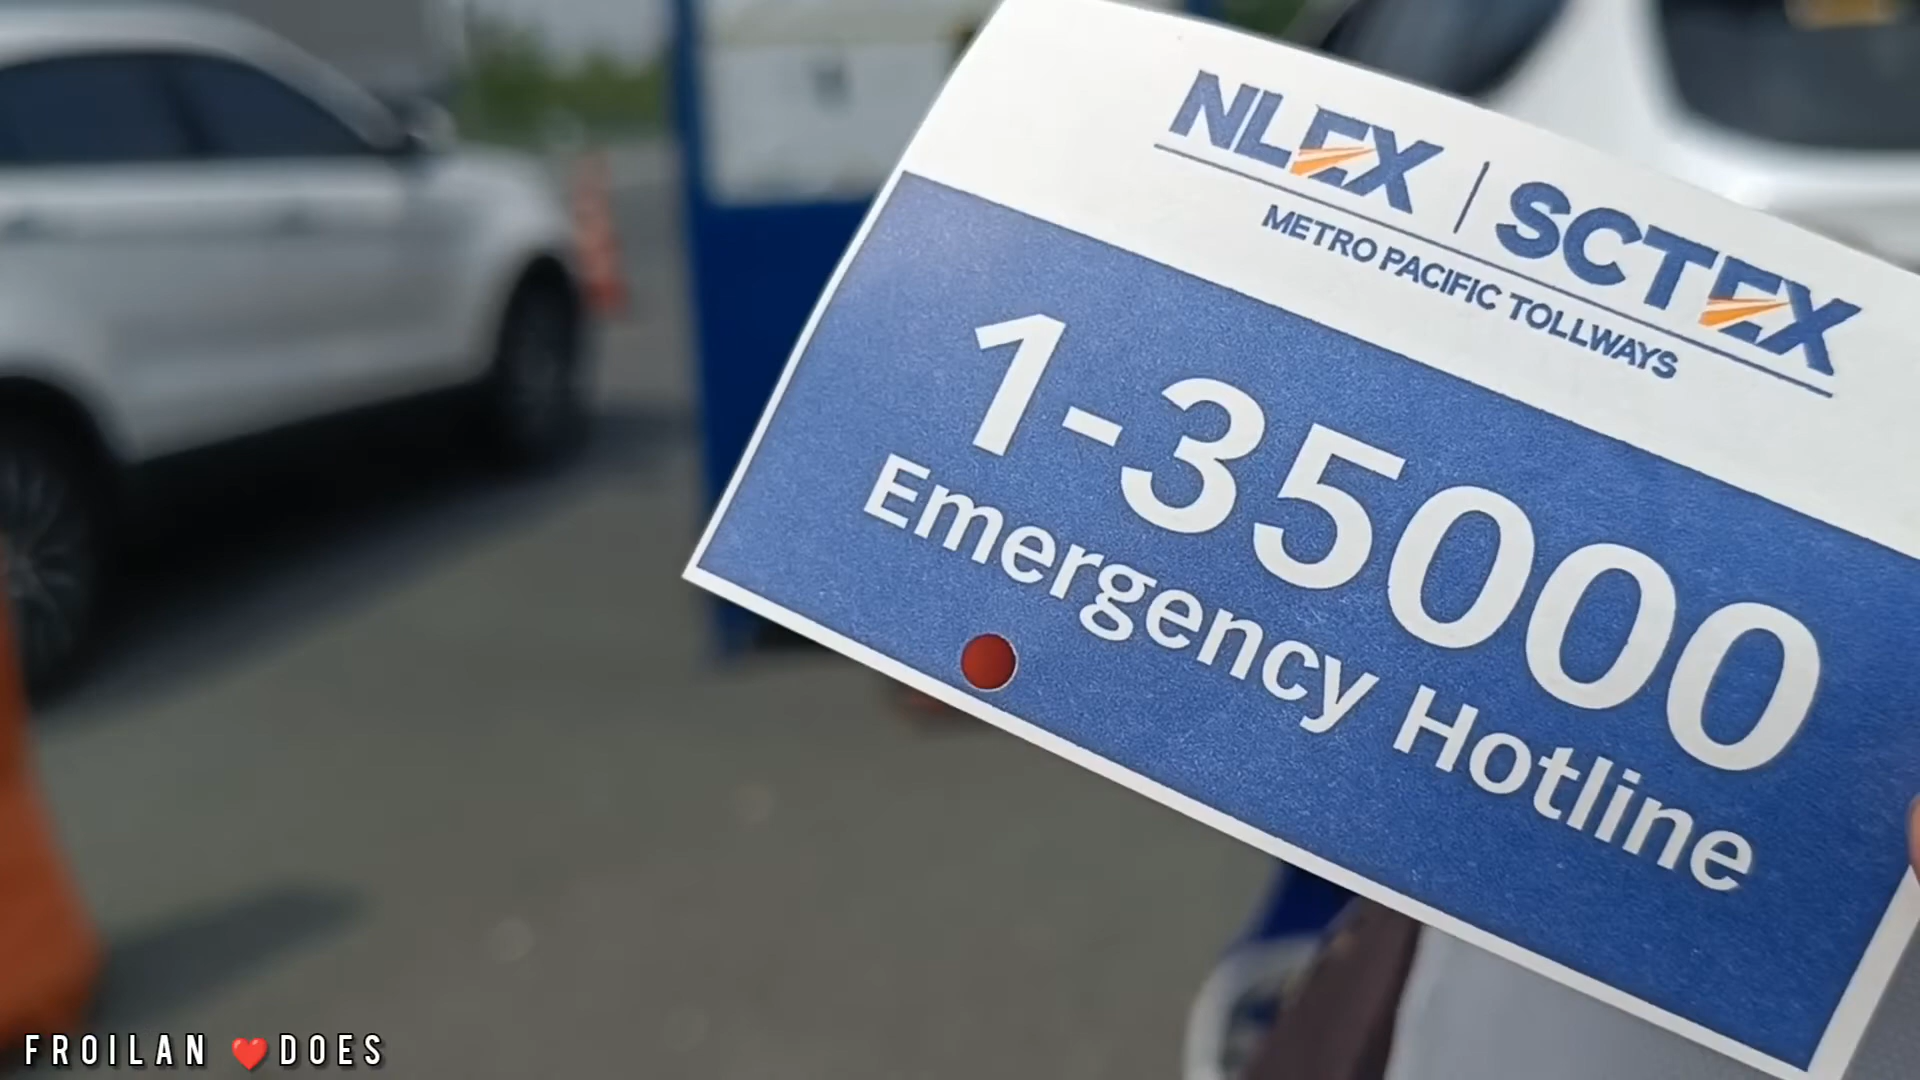 NLEX | SCTEX
METRO PACIFIC TOLLWAYS
1-35000
Emergency Hotline
FROILAN ❤️DOES